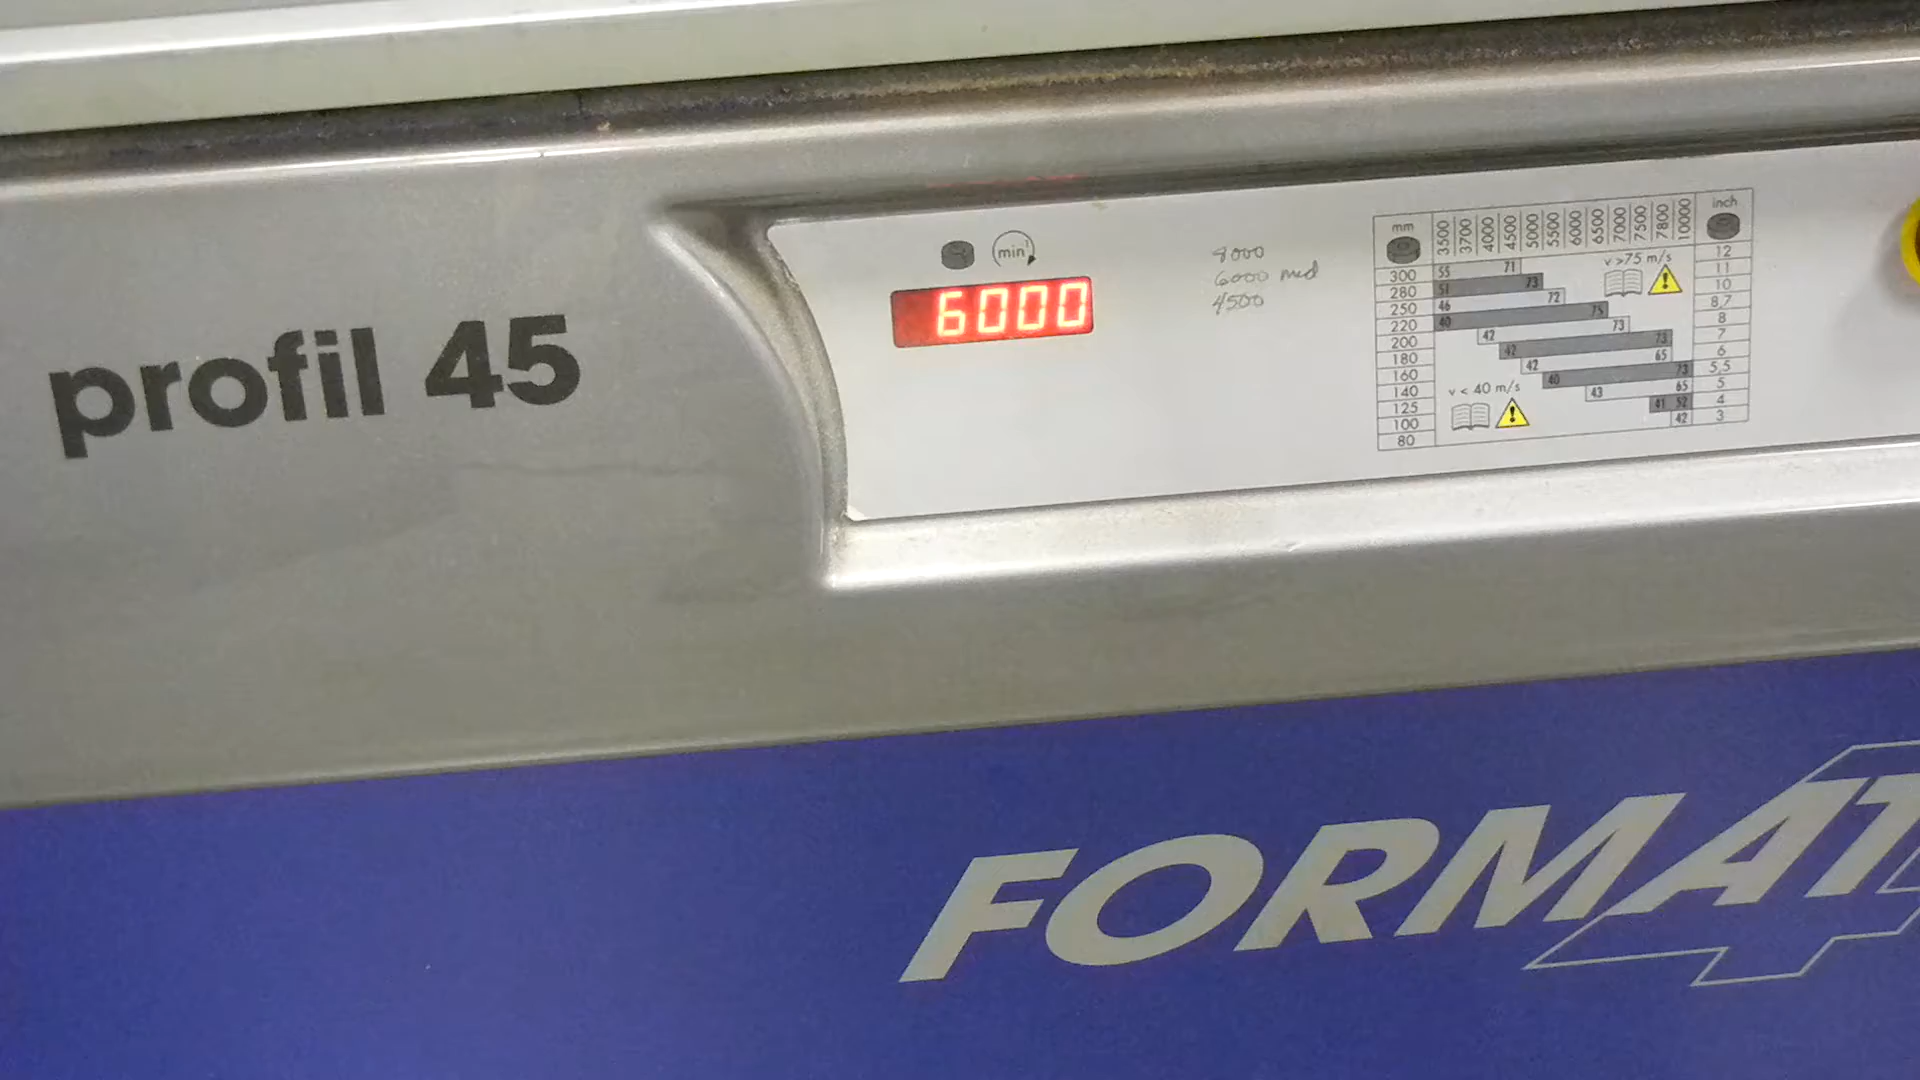 profil 45
min⁻¹
6000
8000
6000 med
4500
mm 3500 3700 4000 4500 5000 5500 6000 6500 7000 7500 7800 10000 inch
v >75 m/s
300 55 71 12
280 51 73 11
250 46 72 10
220 40 75 8,7
200 42 73 8
180 42 73 7
160 42 65 6
140 40 73 5,5
125 43 65 5
100 41 52 4
80 42 3
v < 40 m/s
FORMAT
4